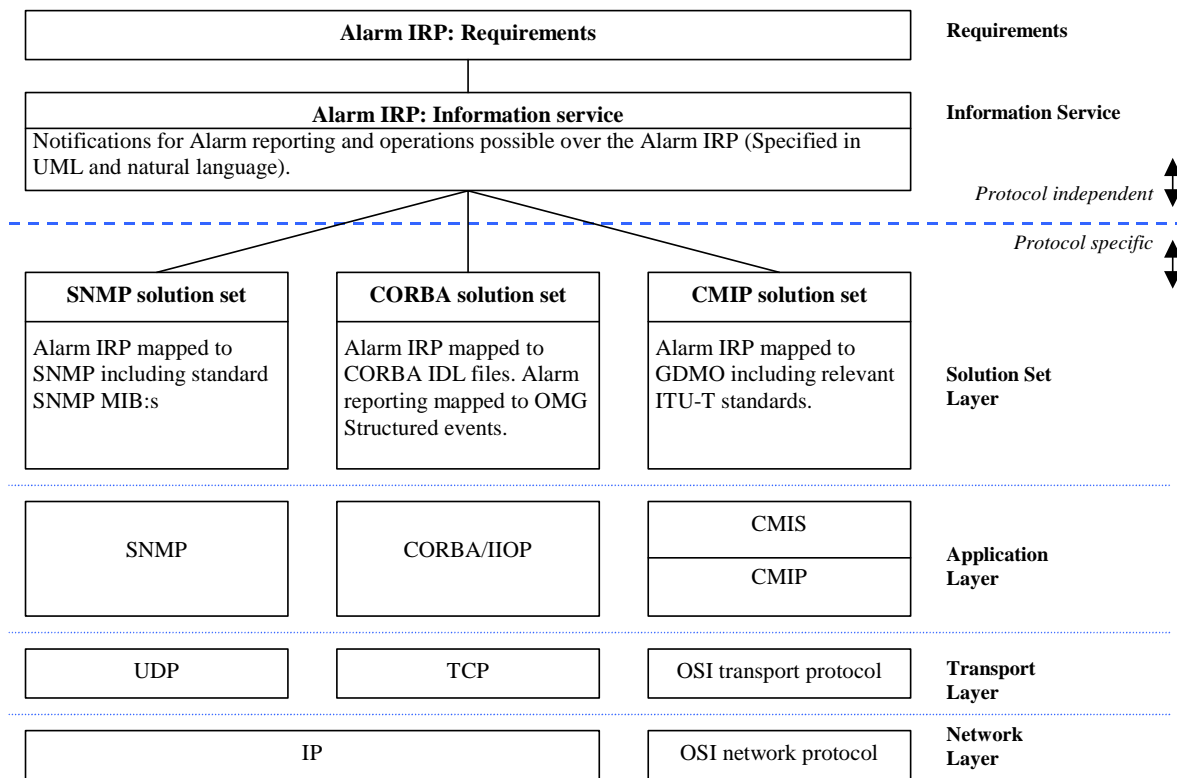 Alarm IRP: Requirements
Requirements
Alarm IRP: Information service
Information Service
Notifications for Alarm reporting and operations possible over the Alarm IRP (Specified in
UML and natural language).
Protocol independent
Protocol specific
SNMP solution set
Alarm IRP mapped to
SNMP including standard
SNMP MIB:s
CORBA solution set
Alarm IRP mapped to
CORBA IDL files. Alarm
reporting mapped to OMG
Structured events.
CMIP solution set
Alarm IRP mapped to
GDMO including relevant
ITU-T standards.
Solution Set
Layer
SNMP
CORBA/IIOP
CMIS
CMIP
Application
Layer
UDP
TCP
OSI transport protocol
Transport
Layer
IP
OSI network protocol
Network
Layer